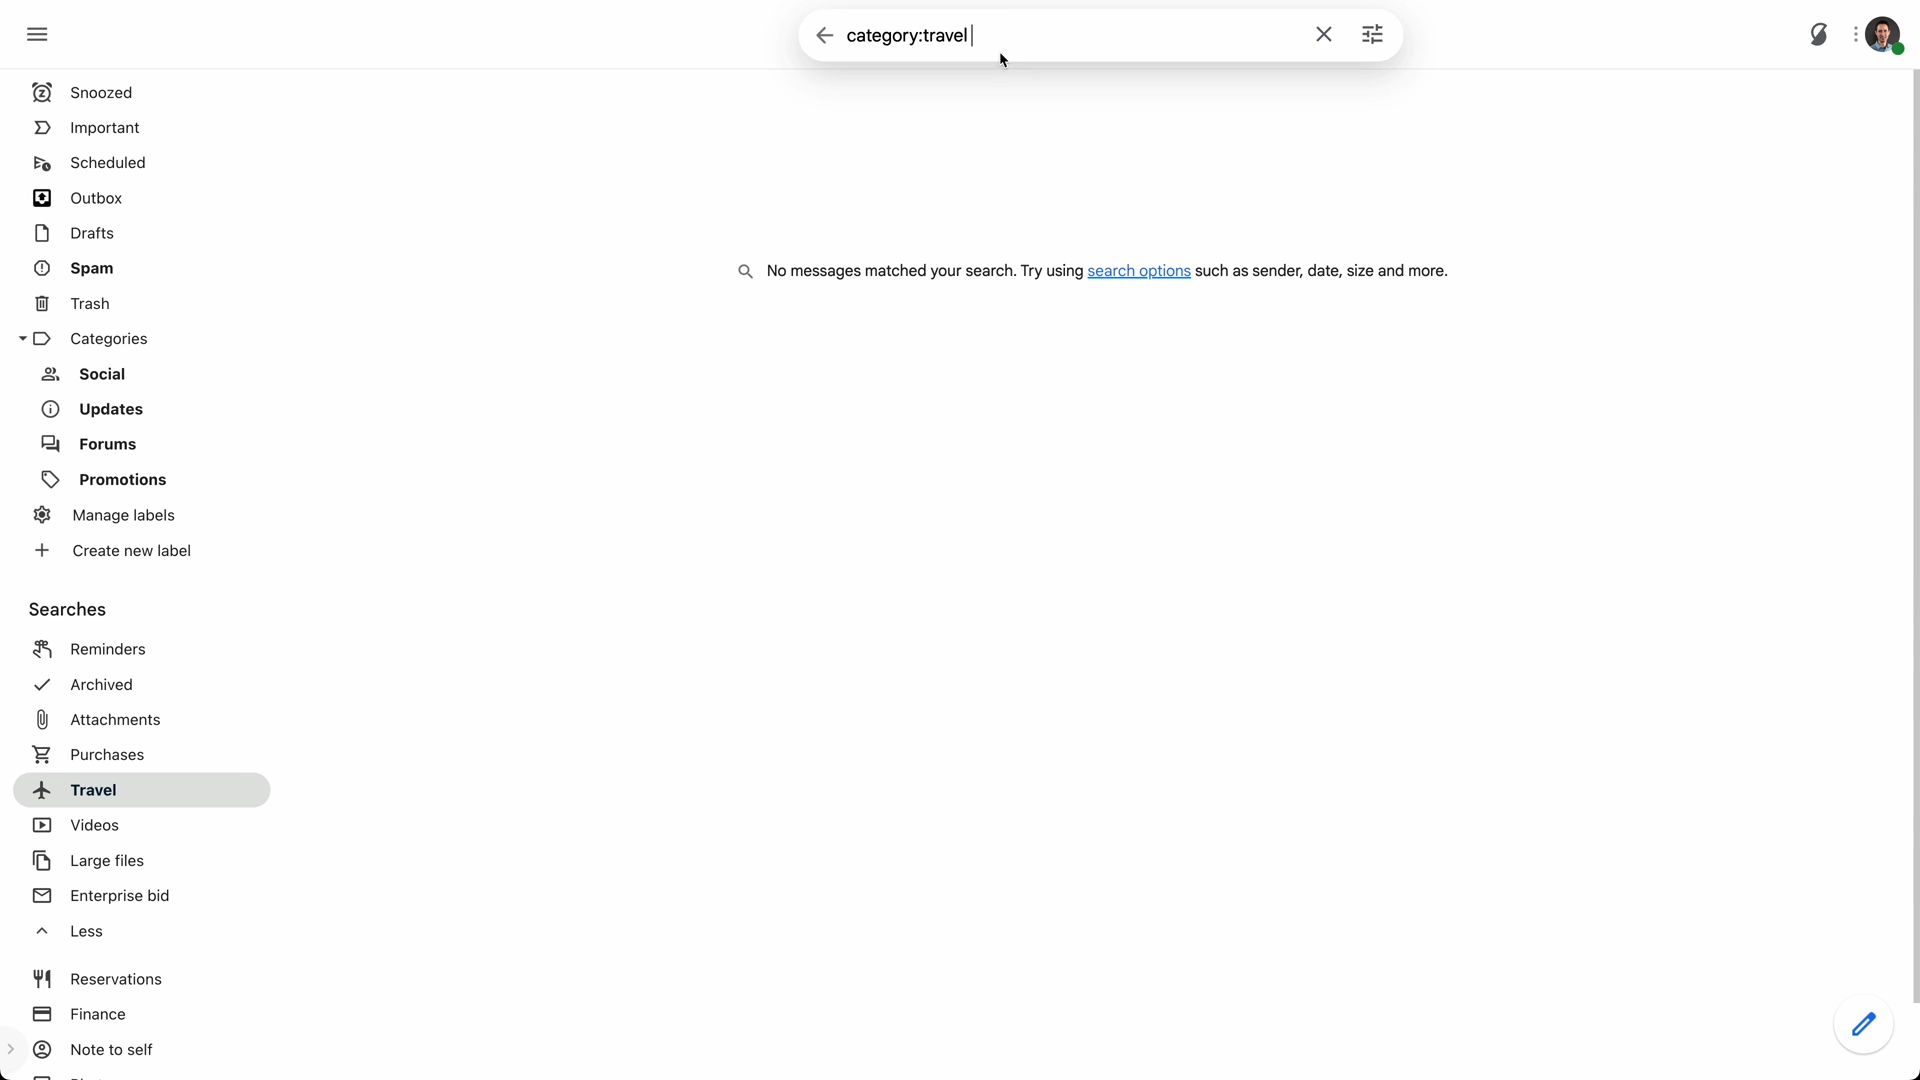 category:travel
Snoozed
Important
Scheduled
Outbox
Drafts
Spam
Trash
Categories
Social
Updates
Forums
Promotions
Manage labels
Create new label
Searches
Reminders
Archived
Attachments
Purchases
Travel
Videos
Large files
Enterprise bid
Less
Reservations
Finance
Note to self
No messages matched your search. Try using search options such as sender, date, size and more.